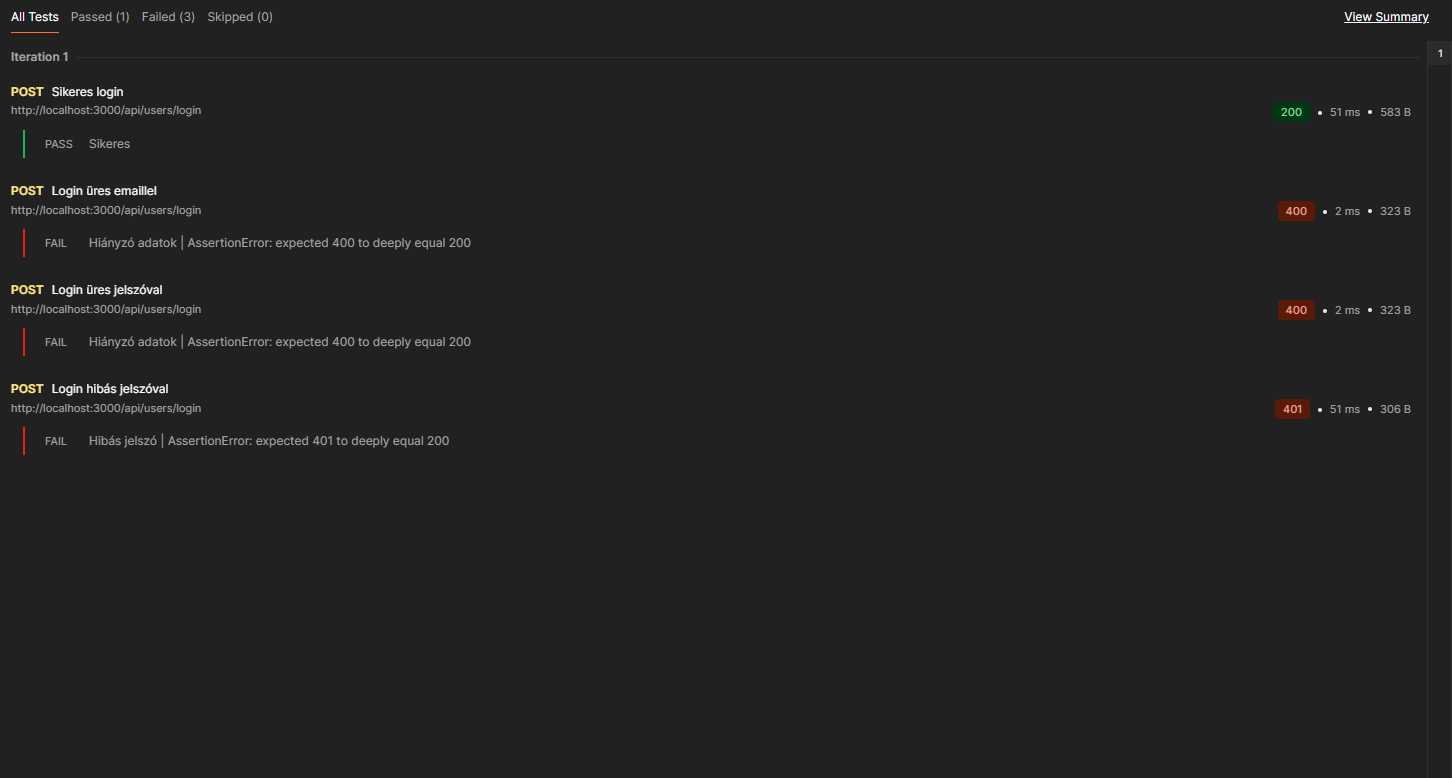 All Tests Passed (1) Failed (3) Skipped (0) View Summary
Iteration 1 1
POST Sikeres login
http://localhost:3000/api/users/login 200 • 51 ms • 583 B
PASS Sikeres
POST Login üres emaillel
http://localhost:3000/api/users/login 400 • 2 ms • 323 B
FAIL Hiányzó adatok | AssertionError: expected 400 to deeply equal 200
POST Login üres jelszóval
http://localhost:3000/api/users/login 400 • 2 ms • 323 B
FAIL Hiányzó adatok | AssertionError: expected 400 to deeply equal 200
POST Login hibás jelszóval
http://localhost:3000/api/users/login 401 • 51 ms • 306 B
FAIL Hibás jelszó | AssertionError: expected 401 to deeply equal 200